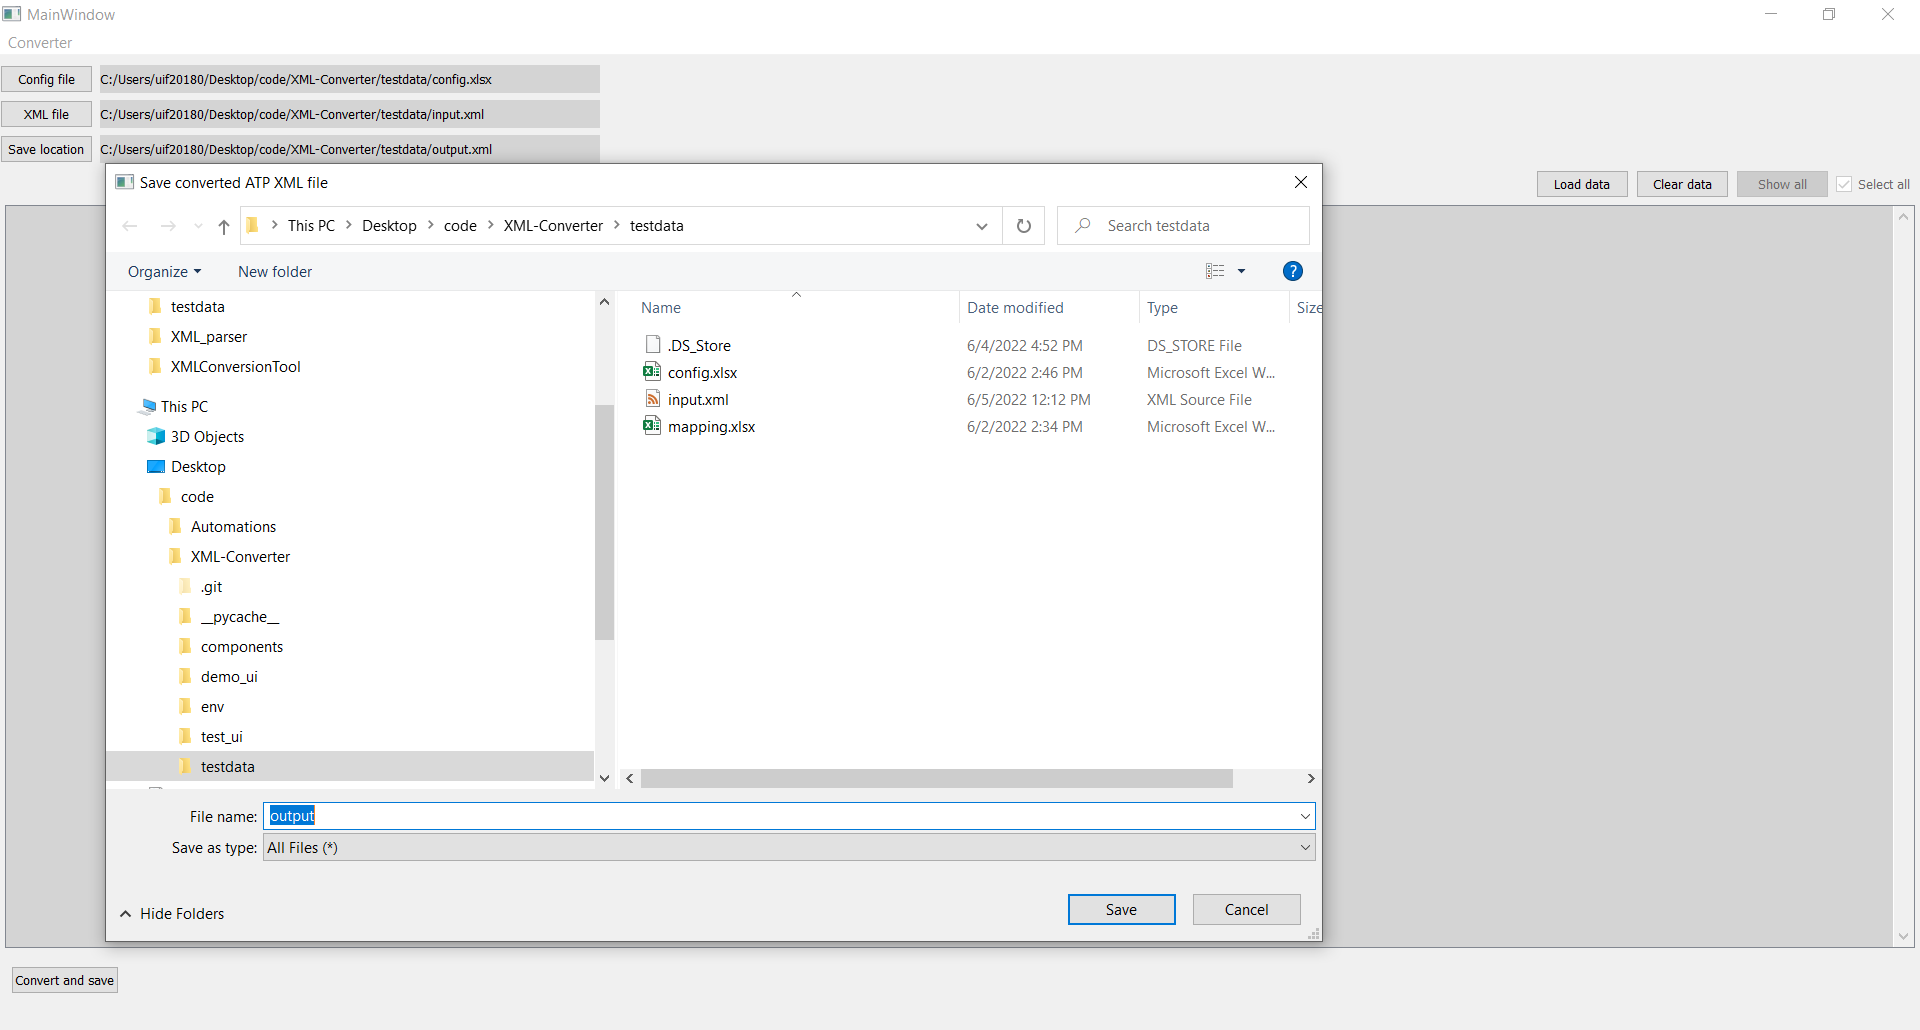 MainWindow
Converter
Config file C:/Users/uif20180/Desktop/code/XML-Converter/testdata/config.xlsx
XML file C:/Users/uif20180/Desktop/code/XML-Converter/testdata/input.xml
Save location C:/Users/uif20180/Desktop/code/XML-Converter/testdata/output.xml
Load data Clear data Show all Select all
Save converted ATP XML file
This PC Desktop code XML-Converter testdata Search testdata
Organize New folder ?
testdata
XML_parser
XMLConversionTool
This PC
3D Objects
Desktop
code
Automations
XML-Converter
.git
__pycache__
components
demo_ui
env
test_ui
testdata
Name Date modified Type Size
.DS_Store 6/4/2022 4:52 PM DS_STORE File
config.xlsx 6/2/2022 2:46 PM Microsoft Excel W...
input.xml 6/5/2022 12:12 PM XML Source File
mapping.xlsx 6/2/2022 2:34 PM Microsoft Excel W...
File name: output
Save as type: All Files (*)
Hide Folders Save Cancel
Convert and save